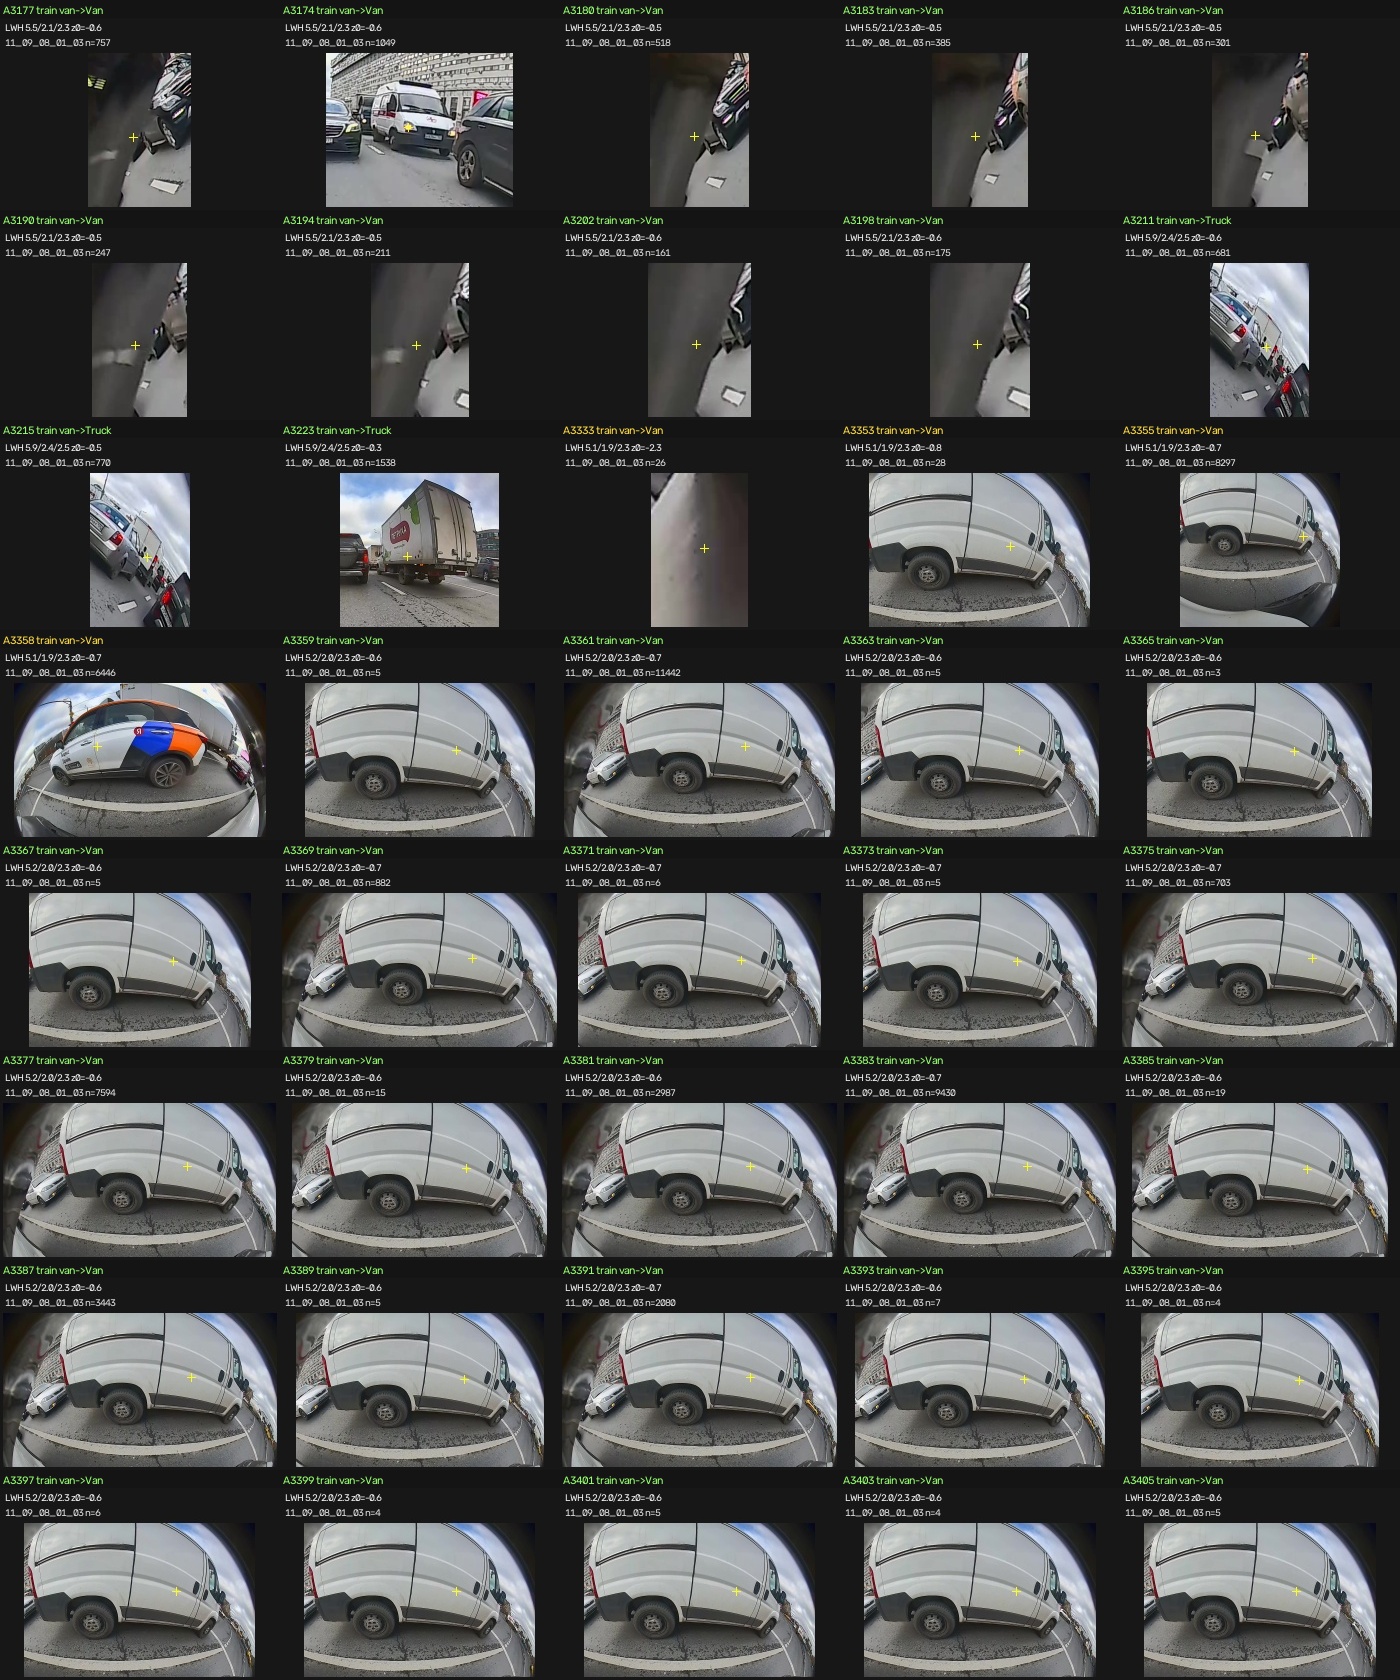 A3177 train van->Van
LWH 5.5/2.1/2.3 z0=-0.6
11_09_08_01_03 n=757
A3174 train van->Van
LWH 5.5/2.1/2.3 z0=-0.6
11_09_08_01_03 n=1049
A3180 train van->Van
LWH 5.5/2.1/2.3 z0=-0.5
11_09_08_01_03 n=518
A3183 train van->Van
LWH 5.5/2.1/2.3 z0=-0.5
11_09_08_01_03 n=385
A3186 train van->Van
LWH 5.5/2.1/2.3 z0=-0.5
11_09_08_01_03 n=301
A3190 train van->Van
LWH 5.5/2.1/2.3 z0=-0.5
11_09_08_01_03 n=247
A3194 train van->Van
LWH 5.5/2.1/2.3 z0=-0.5
11_09_08_01_03 n=211
A3202 train van->Van
LWH 5.5/2.1/2.3 z0=-0.6
11_09_08_01_03 n=161
A3198 train van->Van
LWH 5.5/2.1/2.3 z0=-0.6
11_09_08_01_03 n=175
A3211 train van->Truck
LWH 5.9/2.4/2.5 z0=-0.6
11_09_08_01_03 n=681
A3215 train van->Truck
LWH 5.9/2.4/2.5 z0=-0.5
11_09_08_01_03 n=770
A3223 train van->Truck
LWH 5.9/2.4/2.5 z0=-0.3
11_09_08_01_03 n=1538
A3333 train van->Van
LWH 5.1/1.9/2.3 z0=-2.3
11_09_08_01_03 n=26
A3353 train van->Van
LWH 5.1/1.9/2.3 z0=-0.8
11_09_08_01_03 n=28
A3355 train van->Van
LWH 5.1/1.9/2.3 z0=-0.7
11_09_08_01_03 n=8297
A3358 train van->Van
LWH 5.1/1.9/2.3 z0=-0.7
11_09_08_01_03 n=6446
A3359 train van->Van
LWH 5.2/2.0/2.3 z0=-0.6
11_09_08_01_03 n=5
A3361 train van->Van
LWH 5.2/2.0/2.3 z0=-0.7
11_09_08_01_03 n=11442
A3363 train van->Van
LWH 5.2/2.0/2.3 z0=-0.6
11_09_08_01_03 n=5
A3365 train van->Van
LWH 5.2/2.0/2.3 z0=-0.6
11_09_08_01_03 n=3
A3367 train van->Van
LWH 5.2/2.0/2.3 z0=-0.6
11_09_08_01_03 n=5
A3369 train van->Van
LWH 5.2/2.0/2.3 z0=-0.7
11_09_08_01_03 n=882
A3371 train van->Van
LWH 5.2/2.0/2.3 z0=-0.7
11_09_08_01_03 n=6
A3373 train van->Van
LWH 5.2/2.0/2.3 z0=-0.7
11_09_08_01_03 n=5
A3375 train van->Van
LWH 5.2/2.0/2.3 z0=-0.7
11_09_08_01_03 n=703
A3377 train van->Van
LWH 5.2/2.0/2.3 z0=-0.6
11_09_08_01_03 n=7594
A3379 train van->Van
LWH 5.2/2.0/2.3 z0=-0.6
11_09_08_01_03 n=15
A3381 train van->Van
LWH 5.2/2.0/2.3 z0=-0.6
11_09_08_01_03 n=2987
A3383 train van->Van
LWH 5.2/2.0/2.3 z0=-0.7
11_09_08_01_03 n=9430
A3385 train van->Van
LWH 5.2/2.0/2.3 z0=-0.6
11_09_08_01_03 n=19
A3387 train van->Van
LWH 5.2/2.0/2.3 z0=-0.6
11_09_08_01_03 n=3443
A3389 train van->Van
LWH 5.2/2.0/2.3 z0=-0.6
11_09_08_01_03 n=5
A3391 train van->Van
LWH 5.2/2.0/2.3 z0=-0.7
11_09_08_01_03 n=2080
A3393 train van->Van
LWH 5.2/2.0/2.3 z0=-0.6
11_09_08_01_03 n=7
A3395 train van->Van
LWH 5.2/2.0/2.3 z0=-0.6
11_09_08_01_03 n=4
A3397 train van->Van
LWH 5.2/2.0/2.3 z0=-0.6
11_09_08_01_03 n=6
A3399 train van->Van
LWH 5.2/2.0/2.3 z0=-0.6
11_09_08_01_03 n=4
A3401 train van->Van
LWH 5.2/2.0/2.3 z0=-0.6
11_09_08_01_03 n=5
A3403 train van->Van
LWH 5.2/2.0/2.3 z0=-0.6
11_09_08_01_03 n=4
A3405 train van->Van
LWH 5.2/2.0/2.3 z0=-0.6
11_09_08_01_03 n=5